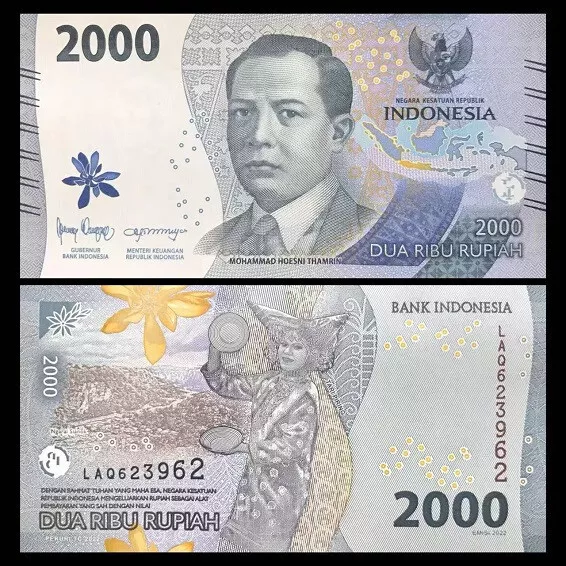 2000
NEGARA KESATUAN REPUBLIK
INDONESIA
GUBERNUR
BANK INDONESIA
MENTERI KEUANGAN
REPUBLIK INDONESIA
MOHAMMAD HOESNI THAMRIN
2000
DUA RIBU RUPIAH
BANK INDONESIA
2000
LAQ623962
LAQ623962
DENGAN RAHMAT TUHAN YANG MAHA ESA, NEGARA KESATUAN
REPUBLIK INDONESIA MENGELUARKAN RUPIAH SEBAGAI ALAT
PEMBAYARAN YANG SAH DENGAN NILAI
DUA RIBU RUPIAH
PERURI TC 2022
2000
EMISI 2022